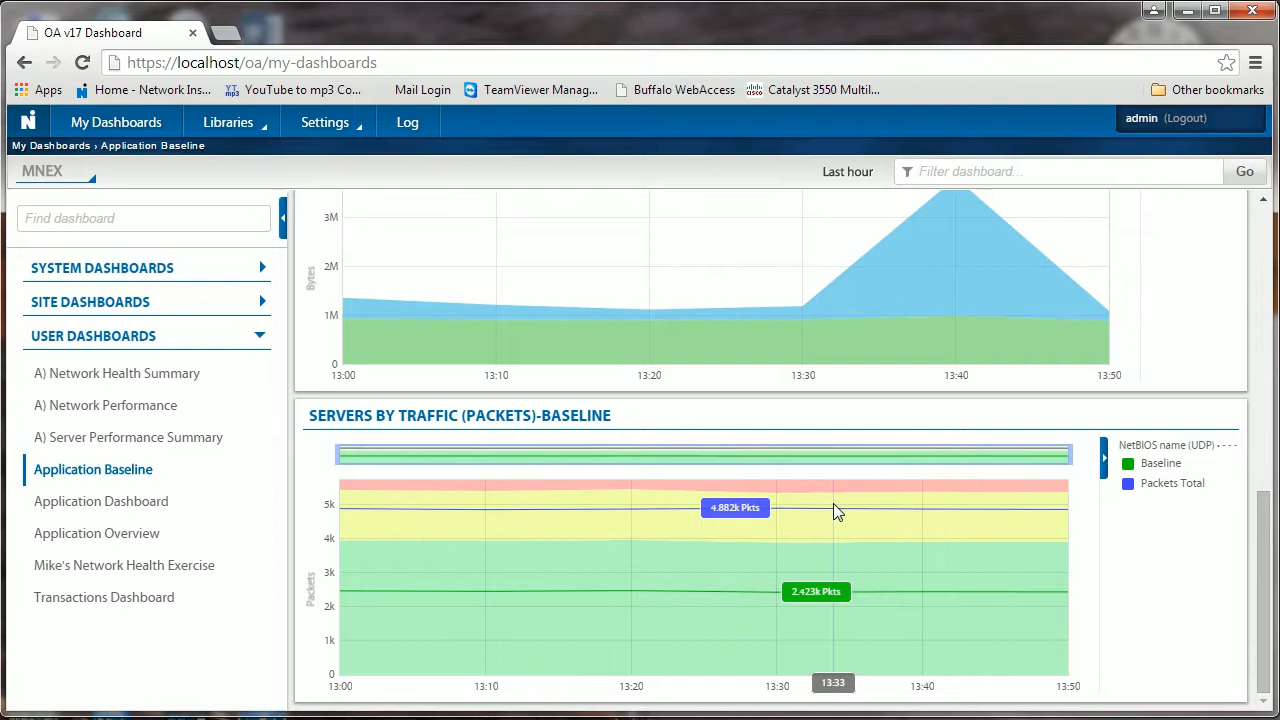 OA v17 Dashboard
https://localhost/oa/my-dashboards
Apps
Home - Network Ins...
YT mp3 YouTube to mp3 Co...
Mail Login
TeamViewer Manag...
Buffalo WebAccess
cisco Catalyst 3550 Multil...
Other bookmarks
My Dashboards
Libraries
Settings
Log
admin (Logout)
My Dashboards › Application Baseline
MNEX
Last hour
Filter dashboard...
Go
Find dashboard
SYSTEM DASHBOARDS
SITE DASHBOARDS
USER DASHBOARDS
A) Network Health Summary
A) Network Performance
A) Server Performance Summary
Application Baseline
Application Dashboard
Application Overview
Mike's Network Health Exercise
Transactions Dashboard
3M
2M
1M
0
Bytes
13:00 13:10 13:20 13:30 13:40 13:50
SERVERS BY TRAFFIC (PACKETS)-BASELINE
NetBIOS name (UDP)
Baseline
Packets Total
5k
4k
3k
2k
1k
0
Packets
4.882k Pkts
2.423k Pkts
13:00 13:10 13:20 13:30 13:33 13:40 13:50